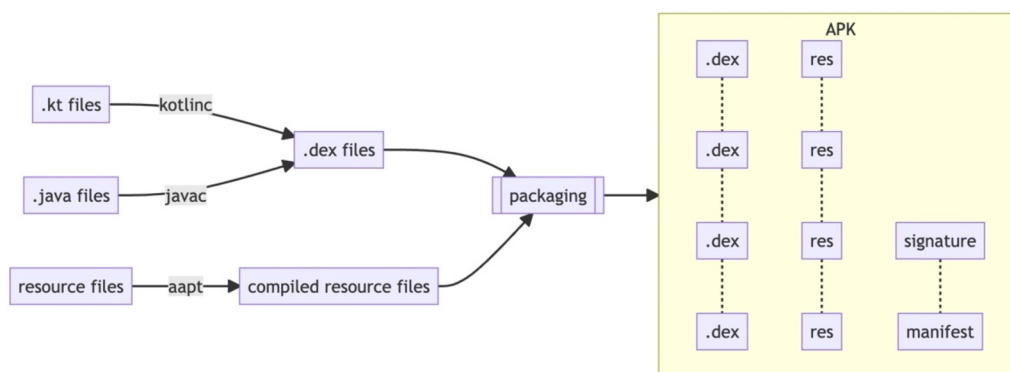 APK
.dex
res
.kt files
kotlinc
.dex files
.dex
res
.java files
javac
packaging
.dex
res
signature
resource files
aapt
compiled resource files
.dex
res
manifest